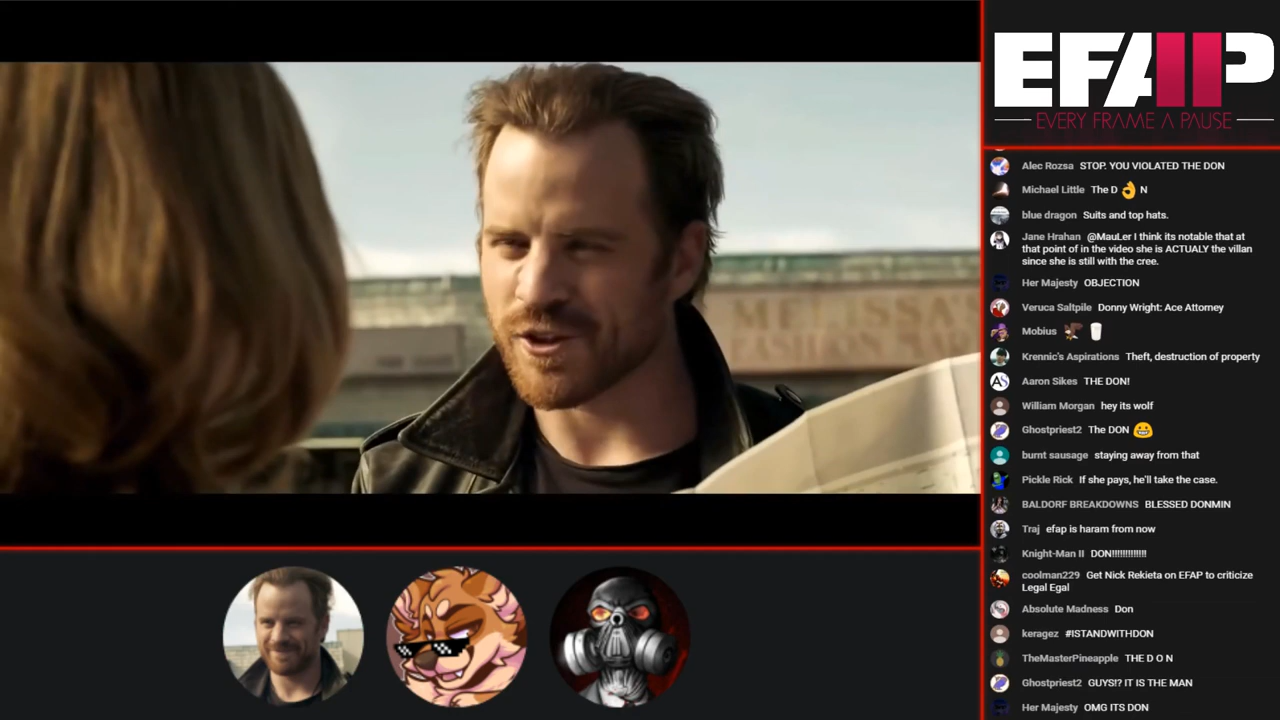 MELISSA'S
FASHION
EFAP
EVERY FRAME A PAUSE
Alec Rozsa STOP. YOU VIOLATED THE DON
Michael Little The D 👌 N
blue dragon Suits and top hats.
Jane Hrahan @MauLer I think its notable that at
that point of in the video she is ACTUALY the villan
since she is still with the cree.
Her Majesty OBJECTION
Veruca Saltpile Donny Wright: Ace Attorney
Mobius
Krennic's Aspirations Theft, destruction of property
AS
Aaron Sikes THE DON!
William Morgan hey its wolf
Ghostpriest2 The DON 😬
burnt sausage staying away from that
Pickle Rick If she pays, he'll take the case.
BALDORF BREAKDOWNS BLESSED DONMIN
Traj efap is haram from now
Knight-Man II DON!!!!!!!!!!!!!
coolman229 Get Nick Rekieta on EFAP to criticize
Legal Egal
Absolute Madness Don
keragez #ISTANDWITHDON
TheMasterPineapple THE D O N
Ghostpriest2 GUYS!? IT IS THE MAN
Her Majesty OMG ITS DON